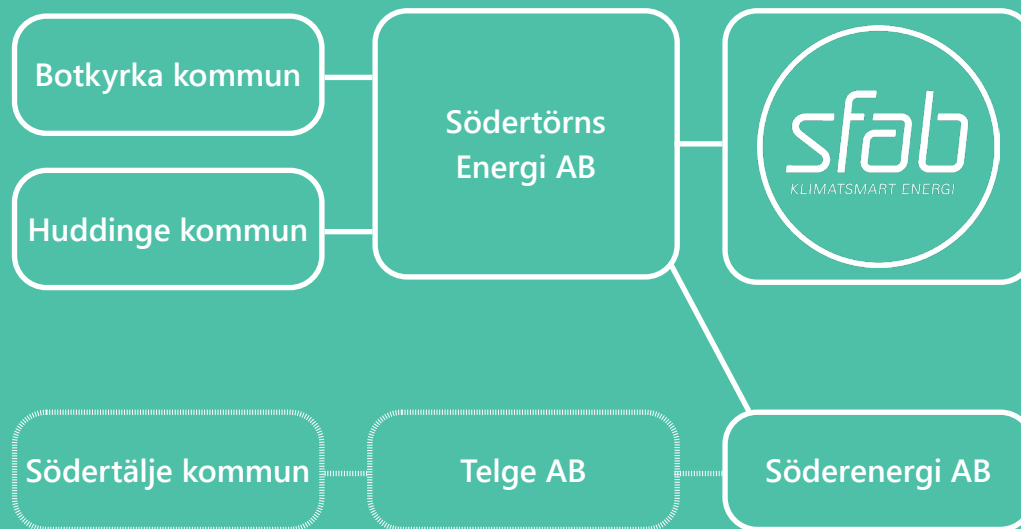 Botkyrka kommun
Huddinge kommun
Södertörns
Energi AB
sfab
KLIMATSMART ENERGI
Södertälje kommun
Telge AB
Söderenergi AB